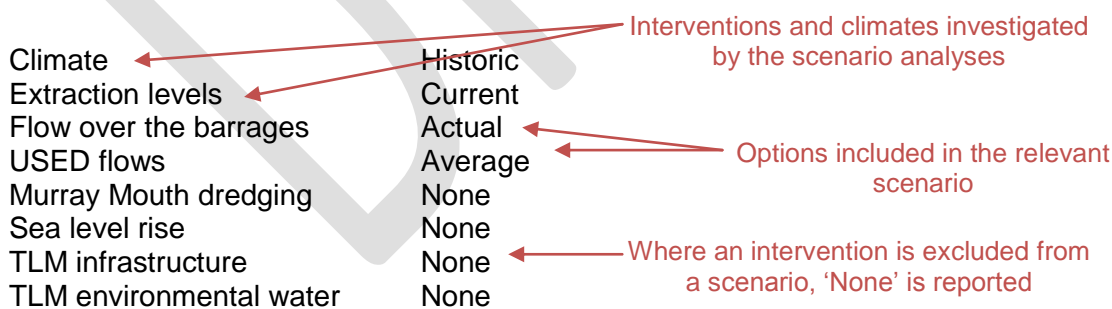 Interventions and climates investigated
by the scenario analyses
Climate Historic
Extraction levels Current
Flow over the barrages Actual
USED flows Average
Murray Mouth dredging None
Sea level rise None
TLM infrastructure None
TLM environmental water None
Options included in the relevant
scenario
Where an intervention is excluded from
a scenario, ‘None’ is reported